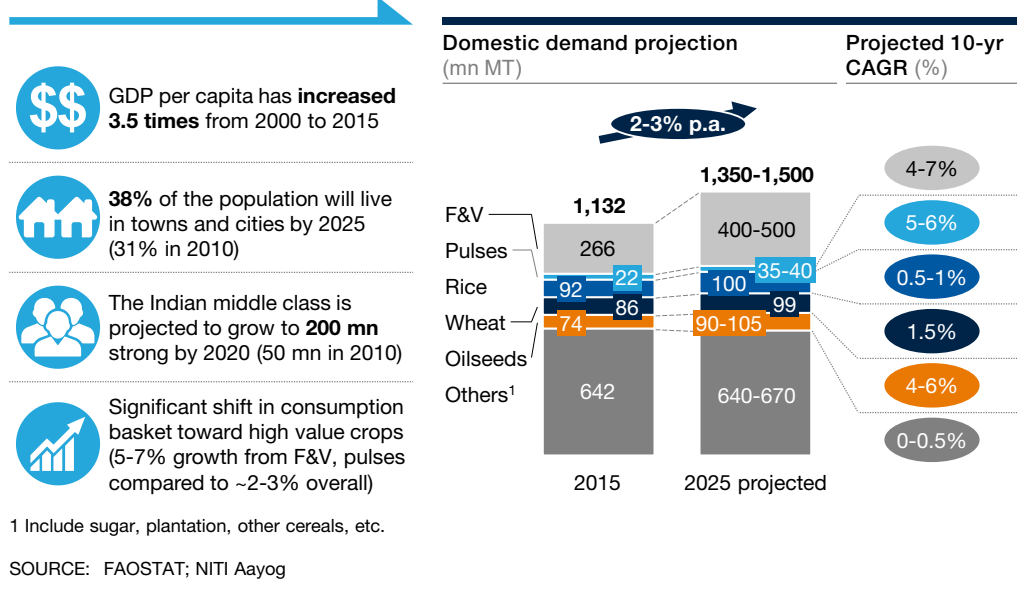 $$
GDP per capita has increased
3.5 times from 2000 to 2015
38% of the population will live
in towns and cities by 2025
(31% in 2010)
The Indian middle class is
projected to grow to 200 mn
strong by 2020 (50 mn in 2010)
Significant shift in consumption
basket toward high value crops
(5-7% growth from F&V, pulses
compared to ~2-3% overall)
Domestic demand projection
(mn MT)
Projected 10-yr
CAGR (%)
2-3% p.a.
1,132
1,350-1,500
F&V
266
400-500
4-7%
Pulses
22
35-40
5-6%
Rice
92
100
0.5-1%
Wheat
86
99
1.5%
Oilseeds
74
90-105
4-6%
Others¹
642
640-670
0-0.5%
2015
2025 projected
1 Include sugar, plantation, other cereals, etc.
SOURCE: FAOSTAT; NITI Aayog